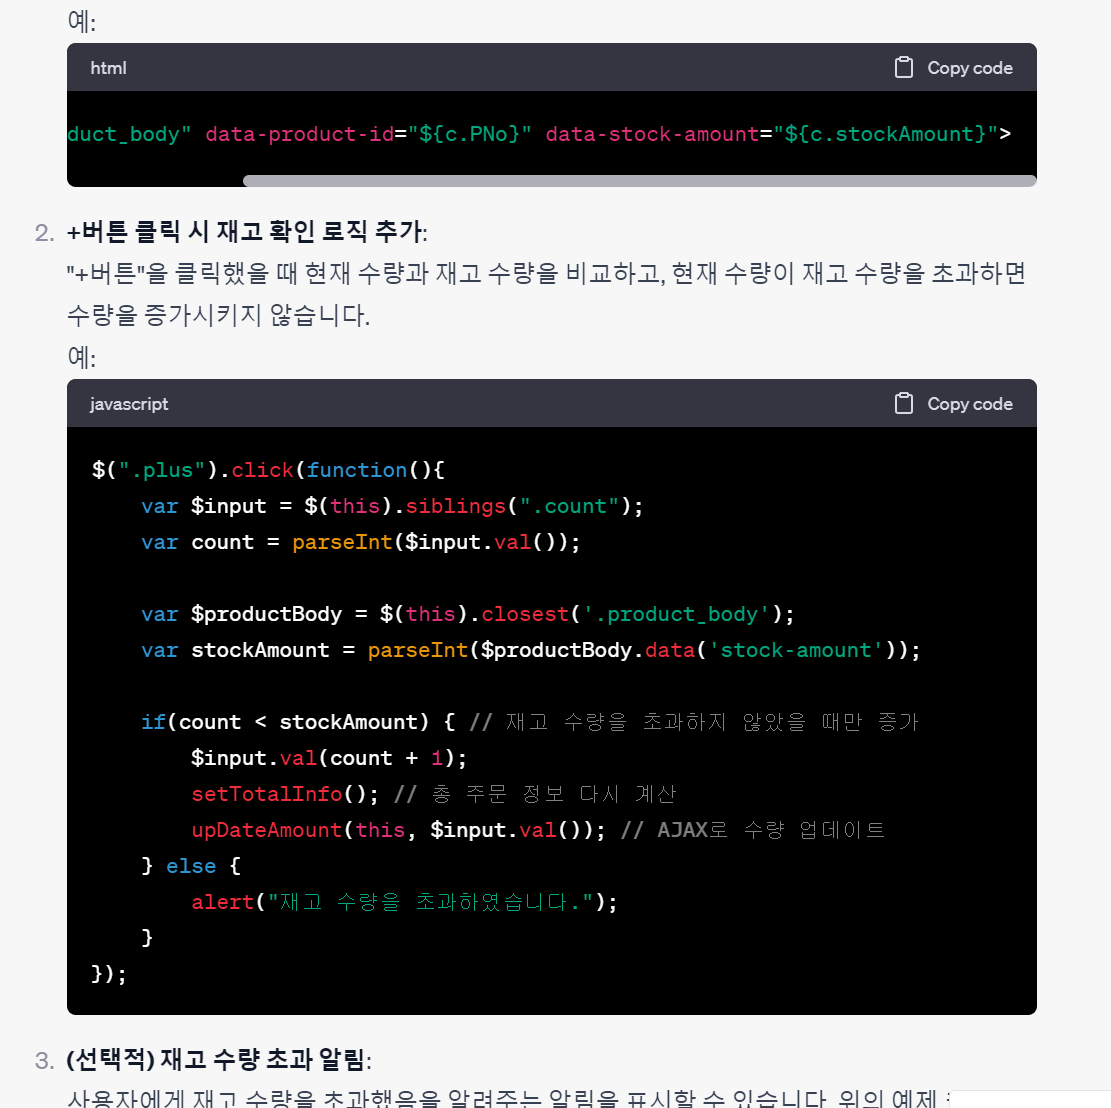 예:
html
Copy code
duct_body" data-product-id="${c.PNo}" data-stock-amount="${c.stockAmount}">
2. +버튼 클릭 시 재고 확인 로직 추가:
"+버튼"을 클릭했을 때 현재 수량과 재고 수량을 비교하고, 현재 수량이 재고 수량을 초과하면
수량을 증가시키지 않습니다.
예:
javascript
Copy code
$(".plus").click(function(){
    var $input = $(this).siblings(".count");
    var count = parseInt($input.val());
    var $productBody = $(this).closest('.product_body');
    var stockAmount = parseInt($productBody.data('stock-amount'));
    if(count < stockAmount) { // 재고 수량을 초과하지 않았을 때만 증가
        $input.val(count + 1);
        setTotalInfo(); // 총 주문 정보 다시 계산
        upDateAmount(this, $input.val()); // AJAX로 수량 업데이트
    } else {
        alert("재고 수량을 초과하였습니다.");
    }
});
3. (선택적) 재고 수량 초과 알림:
사용자에게 재고 수량을 초과했음을 알려주는 알림을 표시할 수 있습니다. 위의 예제